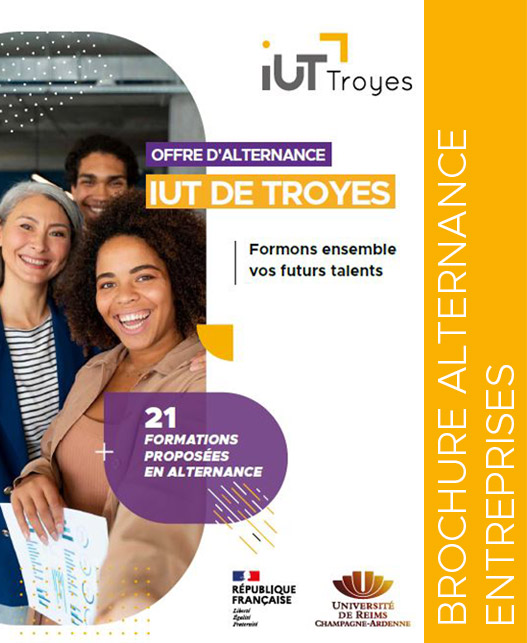 iUT Troyes
OFFRE D'ALTERNANCE
IUT DE TROYES
Formons ensemble
vos futurs talents
21
FORMATIONS
PROPOSÉES
EN ALTERNANCE
RÉPUBLIQUE
FRANÇAISE
Liberté
Égalité
Fraternité
UNIVERSITÉ
DE REIMS
CHAMPAGNE-ARDENNE
BROCHURE ALTERNANCE
ENTREPRISES